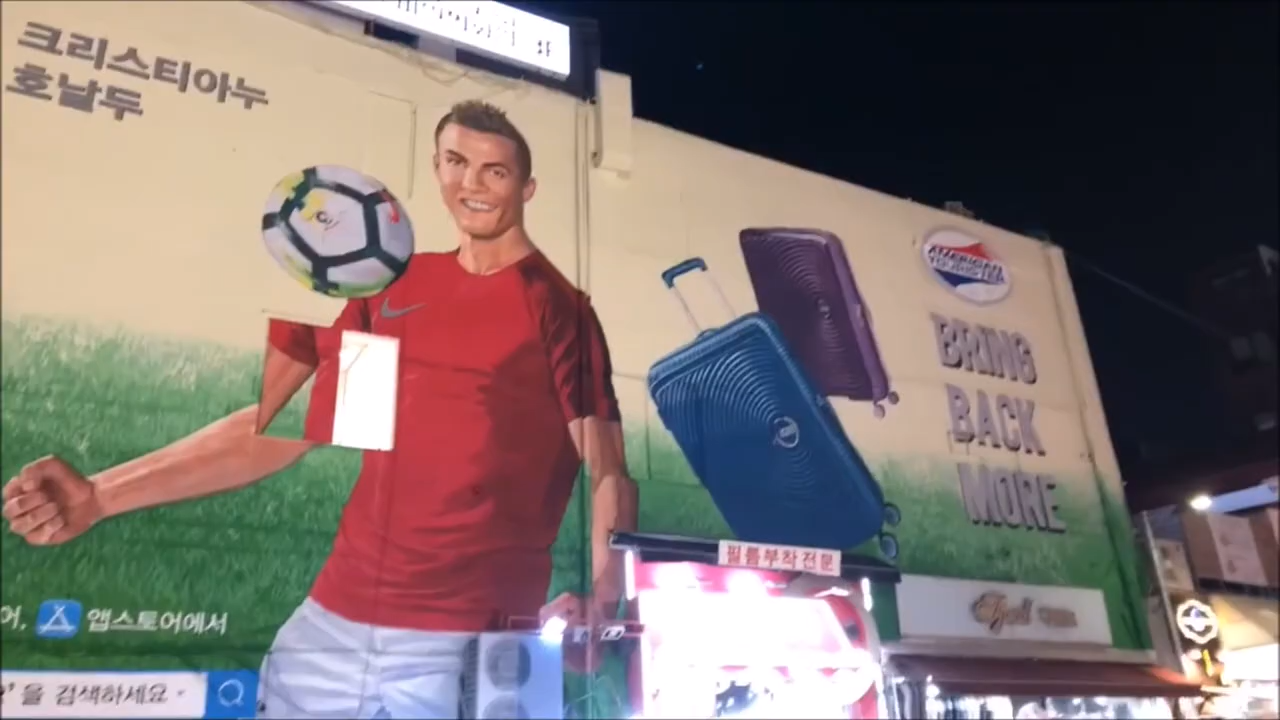 크리스티아누
호날두
AMERICAN
TOURISTER
BRING
BACK
MORE
필름부착전문
어, 앱스토어에서
' 을 검색하세요